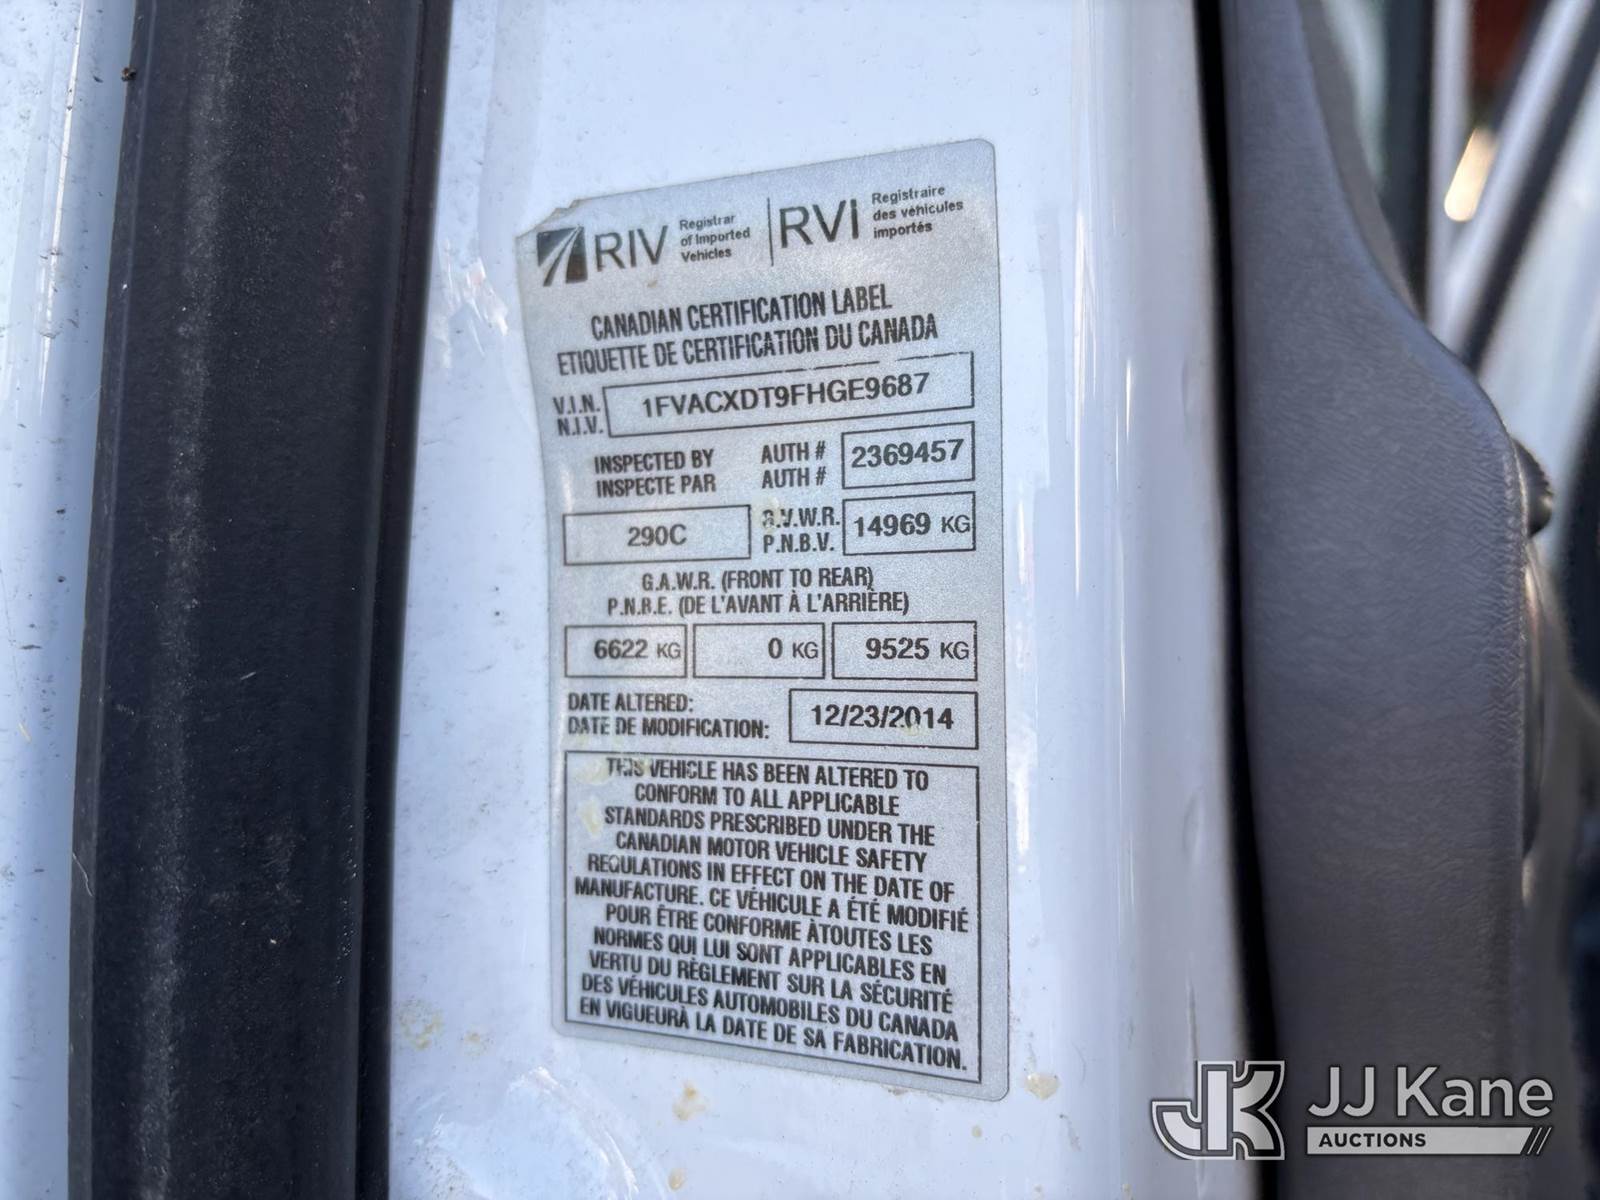 RIV Registrar of Imported Vehicles | RVI Registraire des véhicules importés
CANADIAN CERTIFICATION LABEL
ETIQUETTE DE CERTIFICATION DU CANADA
V.I.N. 1FVACXDT9FHGE9687
N.I.V.
INSPECTED BY AUTH # 2369457
INSPECTE PAR AUTH #
290C G.V.W.R. 14969 KG
P.N.B.V.
G.A.W.R. (FRONT TO REAR)
P.N.B.E. (DE L'AVANT À L'ARRIÈRE)
6622 KG 0 KG 9525 KG
DATE ALTERED: 12/23/2014
DATE DE MODIFICATION:
THIS VEHICLE HAS BEEN ALTERED TO
CONFORM TO ALL APPLICABLE
STANDARDS PRESCRIBED UNDER THE
CANADIAN MOTOR VEHICLE SAFETY
REGULATIONS IN EFFECT ON THE DATE OF
MANUFACTURE. CE VÉHICULE A ÉTÉ MODIFIÉ
POUR ÊTRE CONFORME ÀTOUTES LES
NORMES QUI LUI SONT APPLICABLES EN
VERTU DU RÈGLEMENT SUR LA SÉCURITÉ
DES VÉHICULES AUTOMOBILES DU CANADA
EN VIGUEURÀ LA DATE DE SA FABRICATION.
JJ Kane
AUCTIONS